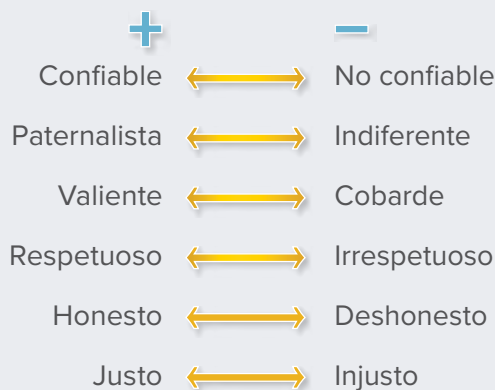 + −
Confiable No confiable
Paternalista Indiferente
Valiente Cobarde
Respetuoso Irrespetuoso
Honesto Deshonesto
Justo Injusto